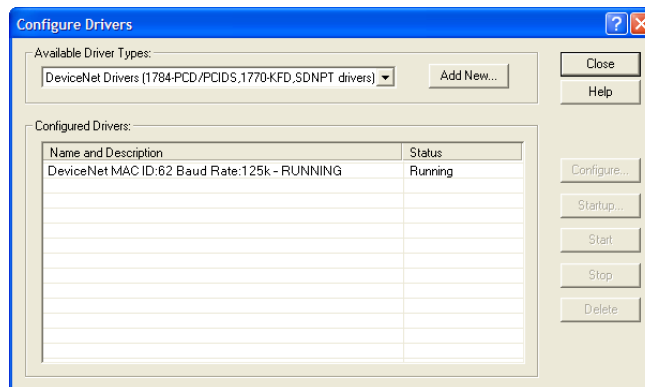 Configure Drivers
Available Driver Types:
DeviceNet Drivers (1784-PCD/PCIDS,1770-KFD,SDNPT drivers)
Add New...
Close
Help
Configured Drivers:
Name and Description Status
DeviceNet MAC ID:62 Baud Rate:125k - RUNNING Running
Configure...
Startup...
Start
Stop
Delete